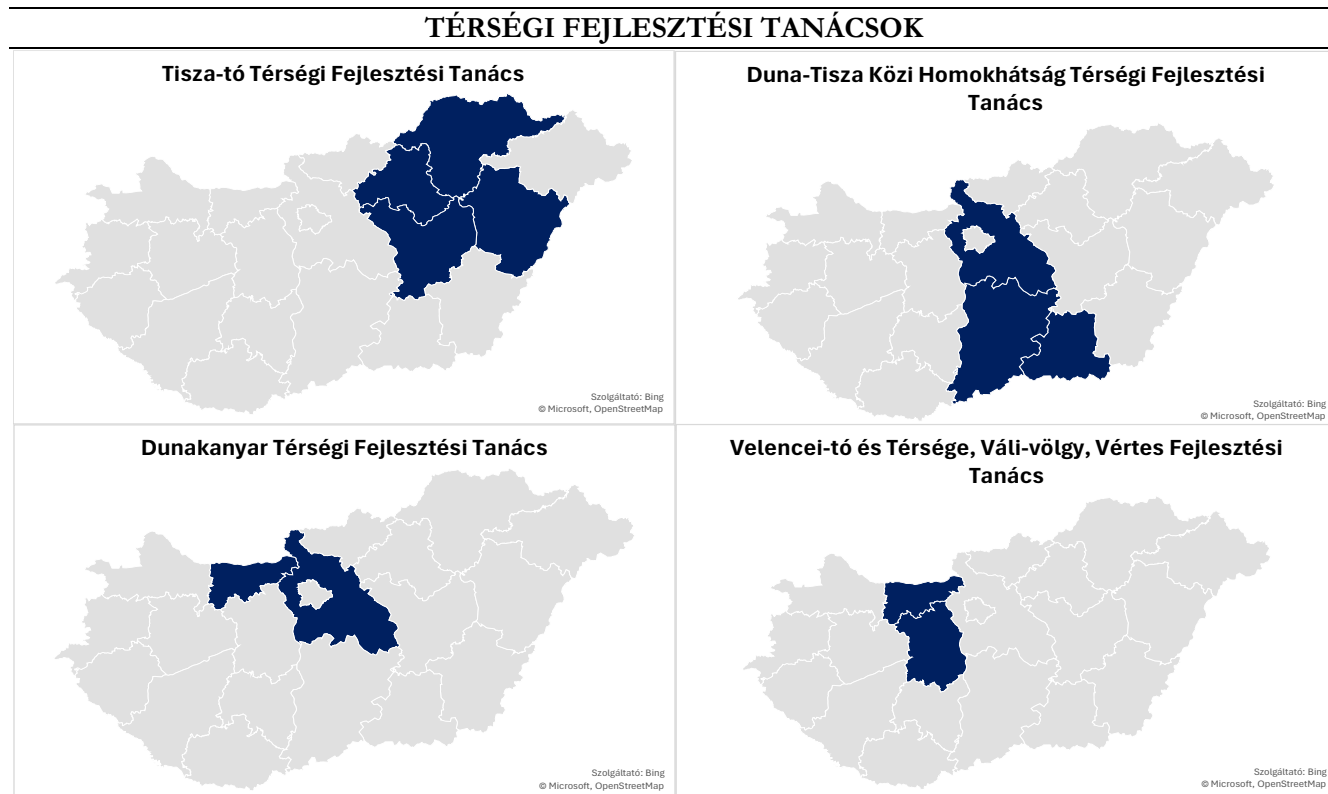 TÉRSÉGI FEJLESZTÉSI TANÁCSOK
Tisza-tó Térségi Fejlesztési Tanács
Szolgáltató: Bing
© Microsoft, OpenStreetMap
Duna-Tisza Közi Homokhátság Térségi Fejlesztési
Tanács
Szolgáltató: Bing
© Microsoft, OpenStreetMap
Dunakanyar Térségi Fejlesztési Tanács
Szolgáltató: Bing
© Microsoft, OpenStreetMap
Velencei-tó és Térsége, Váli-völgy, Vértes Fejlesztési
Tanács
Szolgáltató: Bing
© Microsoft, OpenStreetMap